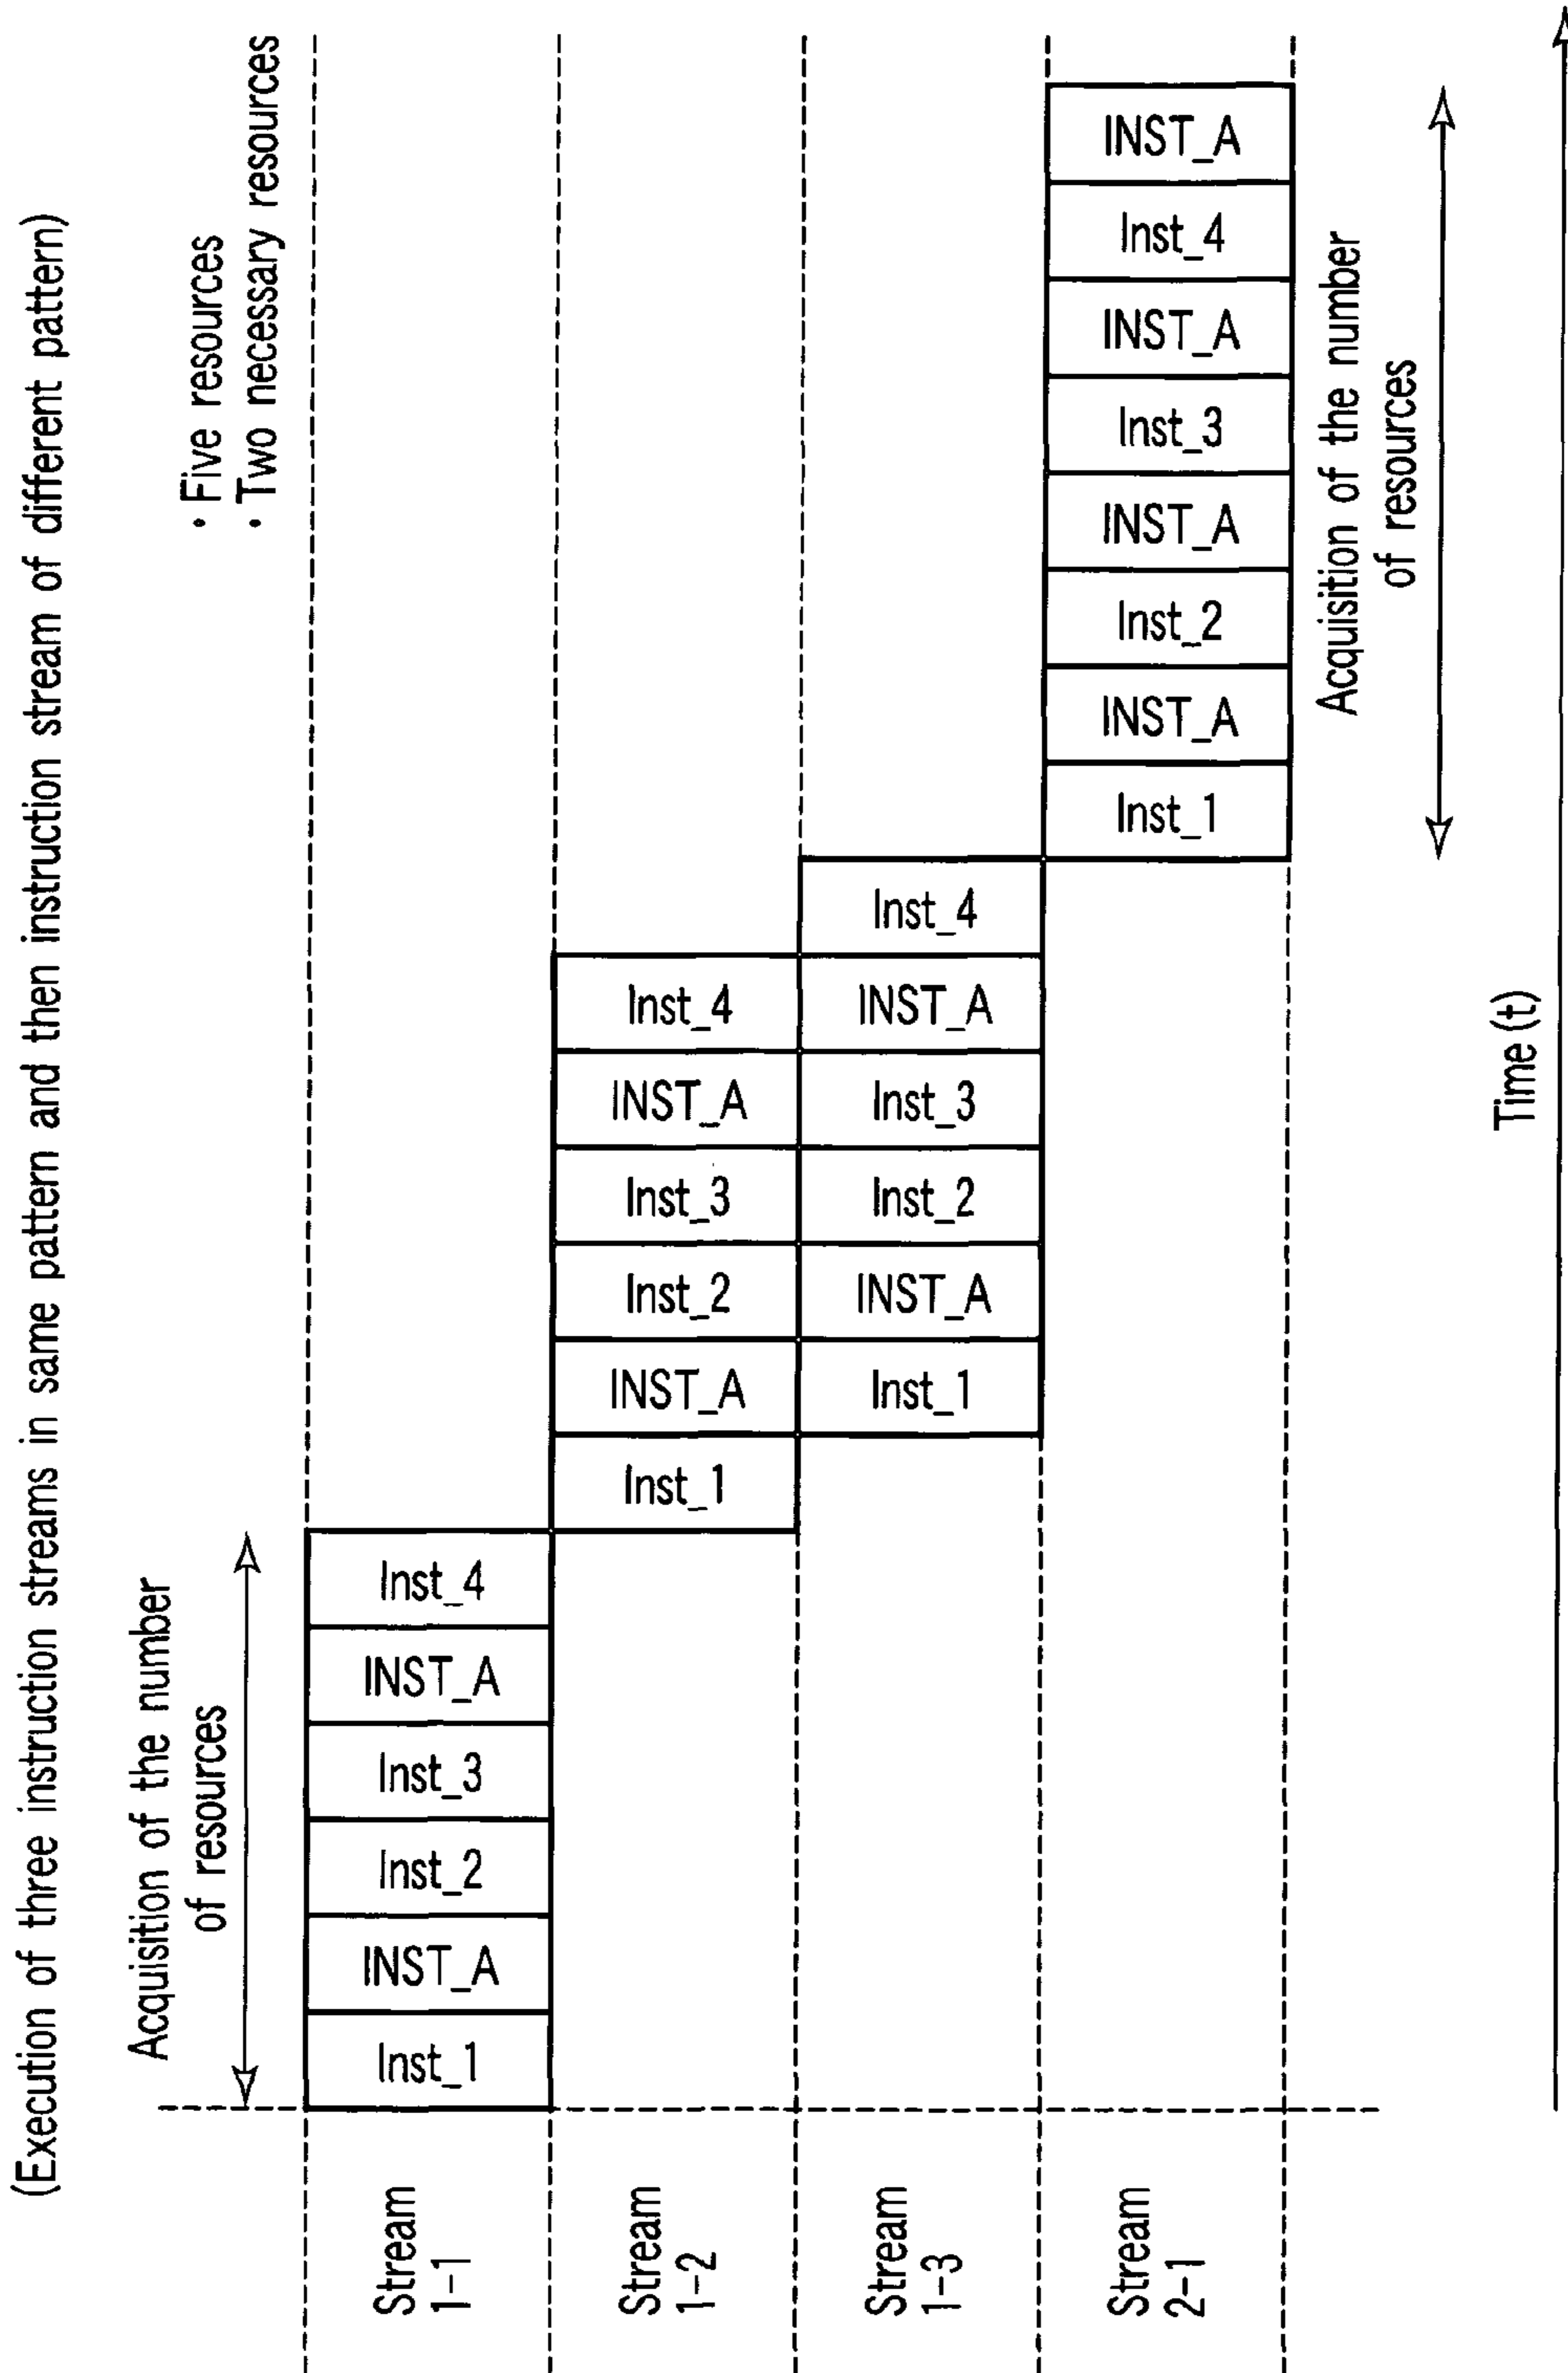 (Execution of three instruction streams in same pattern and then instruction stream of different pattern)
· Five resources
· Two necessary resources
Acquisition of the number
of resources
Stream
1-1
Inst_1
INST_A
Inst_2
Inst_3
INST_A
Inst_4
Stream
1-2
Inst_1
INST_A
Inst_2
Inst_3
INST_A
Inst_4
Stream
1-3
Inst_1
INST_A
Inst_2
Inst_3
INST_A
Inst_4
Stream
2-1
Inst_1
INST_A
Inst_2
INST_A
Inst_3
INST_A
Inst_4
INST_A
Acquisition of the number
of resources
Time (t)